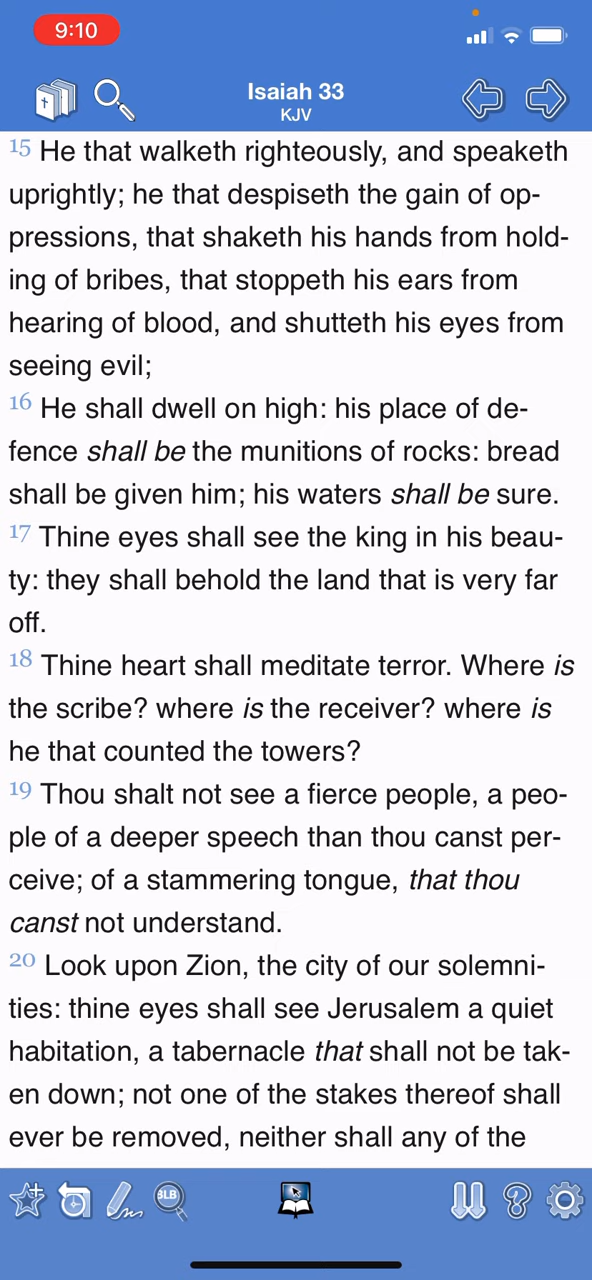 9:10
Isaiah 33
KJV
15 He that walketh righteously, and speaketh
uprightly; he that despiseth the gain of op-
pressions, that shaketh his hands from hold-
ing of bribes, that stoppeth his ears from
hearing of blood, and shutteth his eyes from
seeing evil;
16 He shall dwell on high: his place of de-
fence shall be the munitions of rocks: bread
shall be given him; his waters shall be sure.
17 Thine eyes shall see the king in his beau-
ty: they shall behold the land that is very far
off.
18 Thine heart shall meditate terror. Where is
the scribe? where is the receiver? where is
he that counted the towers?
19 Thou shalt not see a fierce people, a peo-
ple of a deeper speech than thou canst per-
ceive; of a stammering tongue, that thou
canst not understand.
20 Look upon Zion, the city of our solemni-
ties: thine eyes shall see Jerusalem a quiet
habitation, a tabernacle that shall not be tak-
en down; not one of the stakes thereof shall
ever be removed, neither shall any of the
BLB